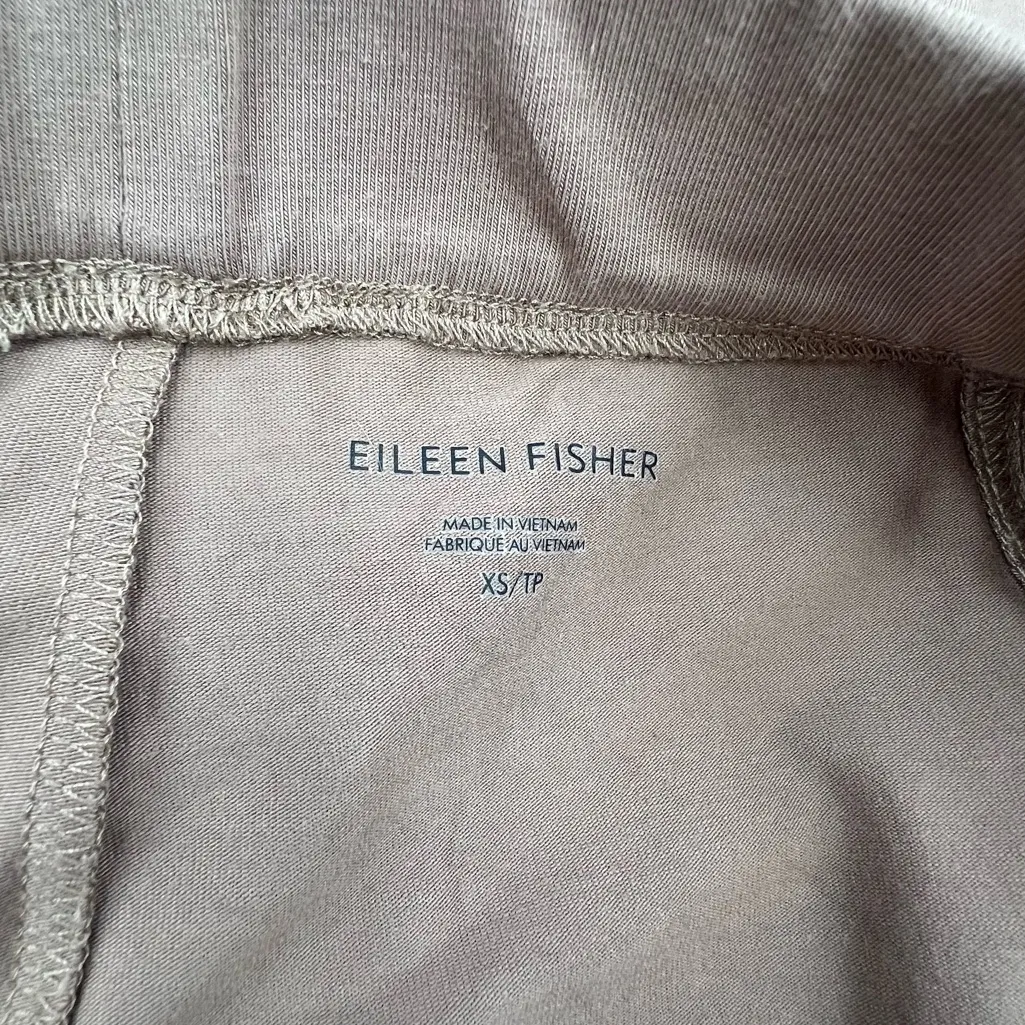 EILEEN FISHER
MADE IN VIETNAM
FABRIQUÉ AU VIETNAM
XS/TP